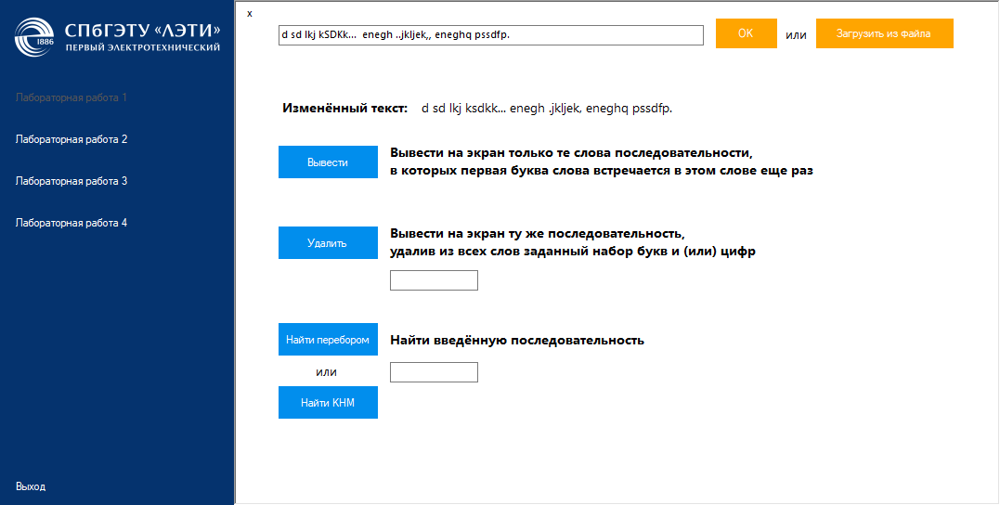 СПбГЭТУ «ЛЭТИ»
ПЕРВЫЙ ЭЛЕКТРОТЕХНИЧЕСКИЙ
1886
Лабораторная работа 1
Лабораторная работа 2
Лабораторная работа 3
Лабораторная работа 4
Выход
x
d sd lkj kSDKk... enegh ..jkljek,, eneghq pssdfp.
OK
или
Загрузить из файла
Изменённый текст: d sd lkj ksdkk... enegh .jkljek, eneghq pssdfp.
Вывести
Вывести на экран только те слова последовательности,
в которых первая буква слова встречается в этом слове еще раз
Удалить
Вывести на экран ту же последовательность,
удалив из всех слов заданный набор букв и (или) цифр
Найти перебором
Найти введённую последовательность
или
Найти КНМ